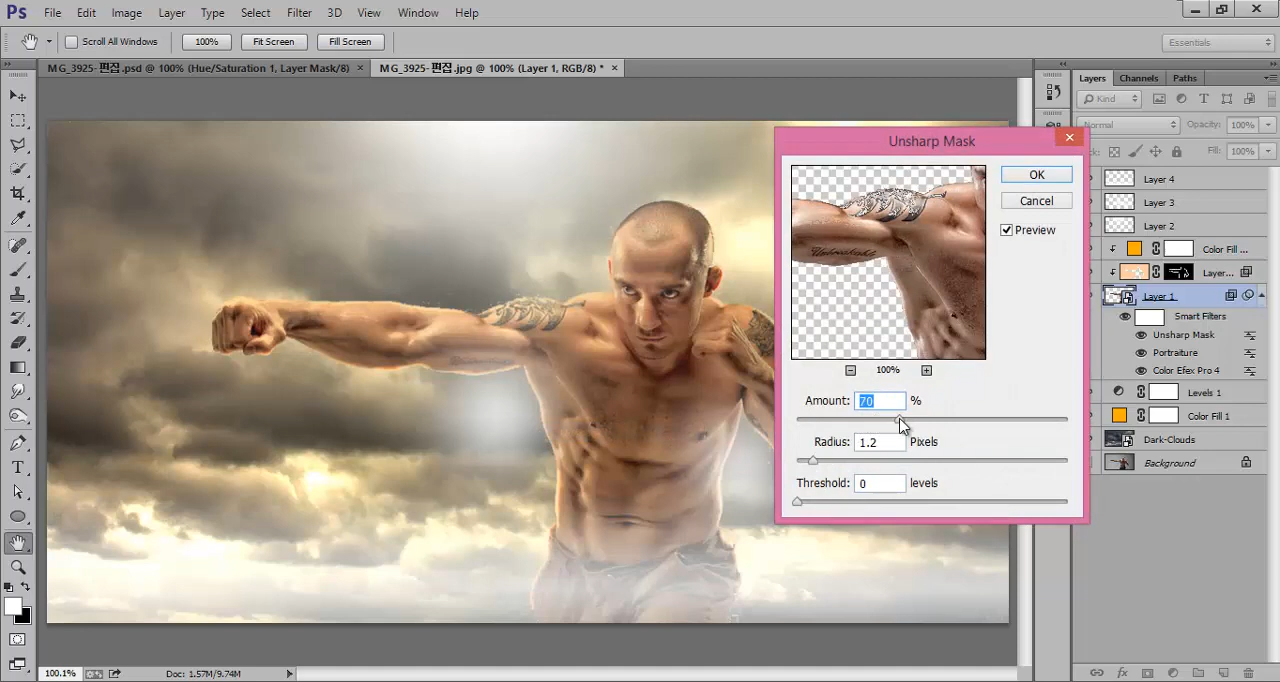 Ps File Edit Image Layer Type Select Filter 3D View Window Help
Scroll All Windows 100% Fit Screen Fill Screen Essentials
MG_3925-편집.psd @ 100% (Hue/Saturation 1, Layer Mask/8) × MG_3925-편집.jpg @ 100% (Layer 1, RGB/8) * ×
Layers Channels Paths
Kind
Normal Opacity: 100%
Fill: 100%
Unsharp Mask
OK
Cancel
Preview
100%
Amount: 70 %
Radius: 1.2 Pixels
Threshold: 0 levels
Layer 4
Layer 3
Layer 2
Color Fill ...
Layer...
Layer 1
Smart Filters
Unsharp Mask
Portraiture
Color Efex Pro 4
Levels 1
Color Fill 1
Dark-Clouds
Background
100.1% Doc: 1.57M/9.74M